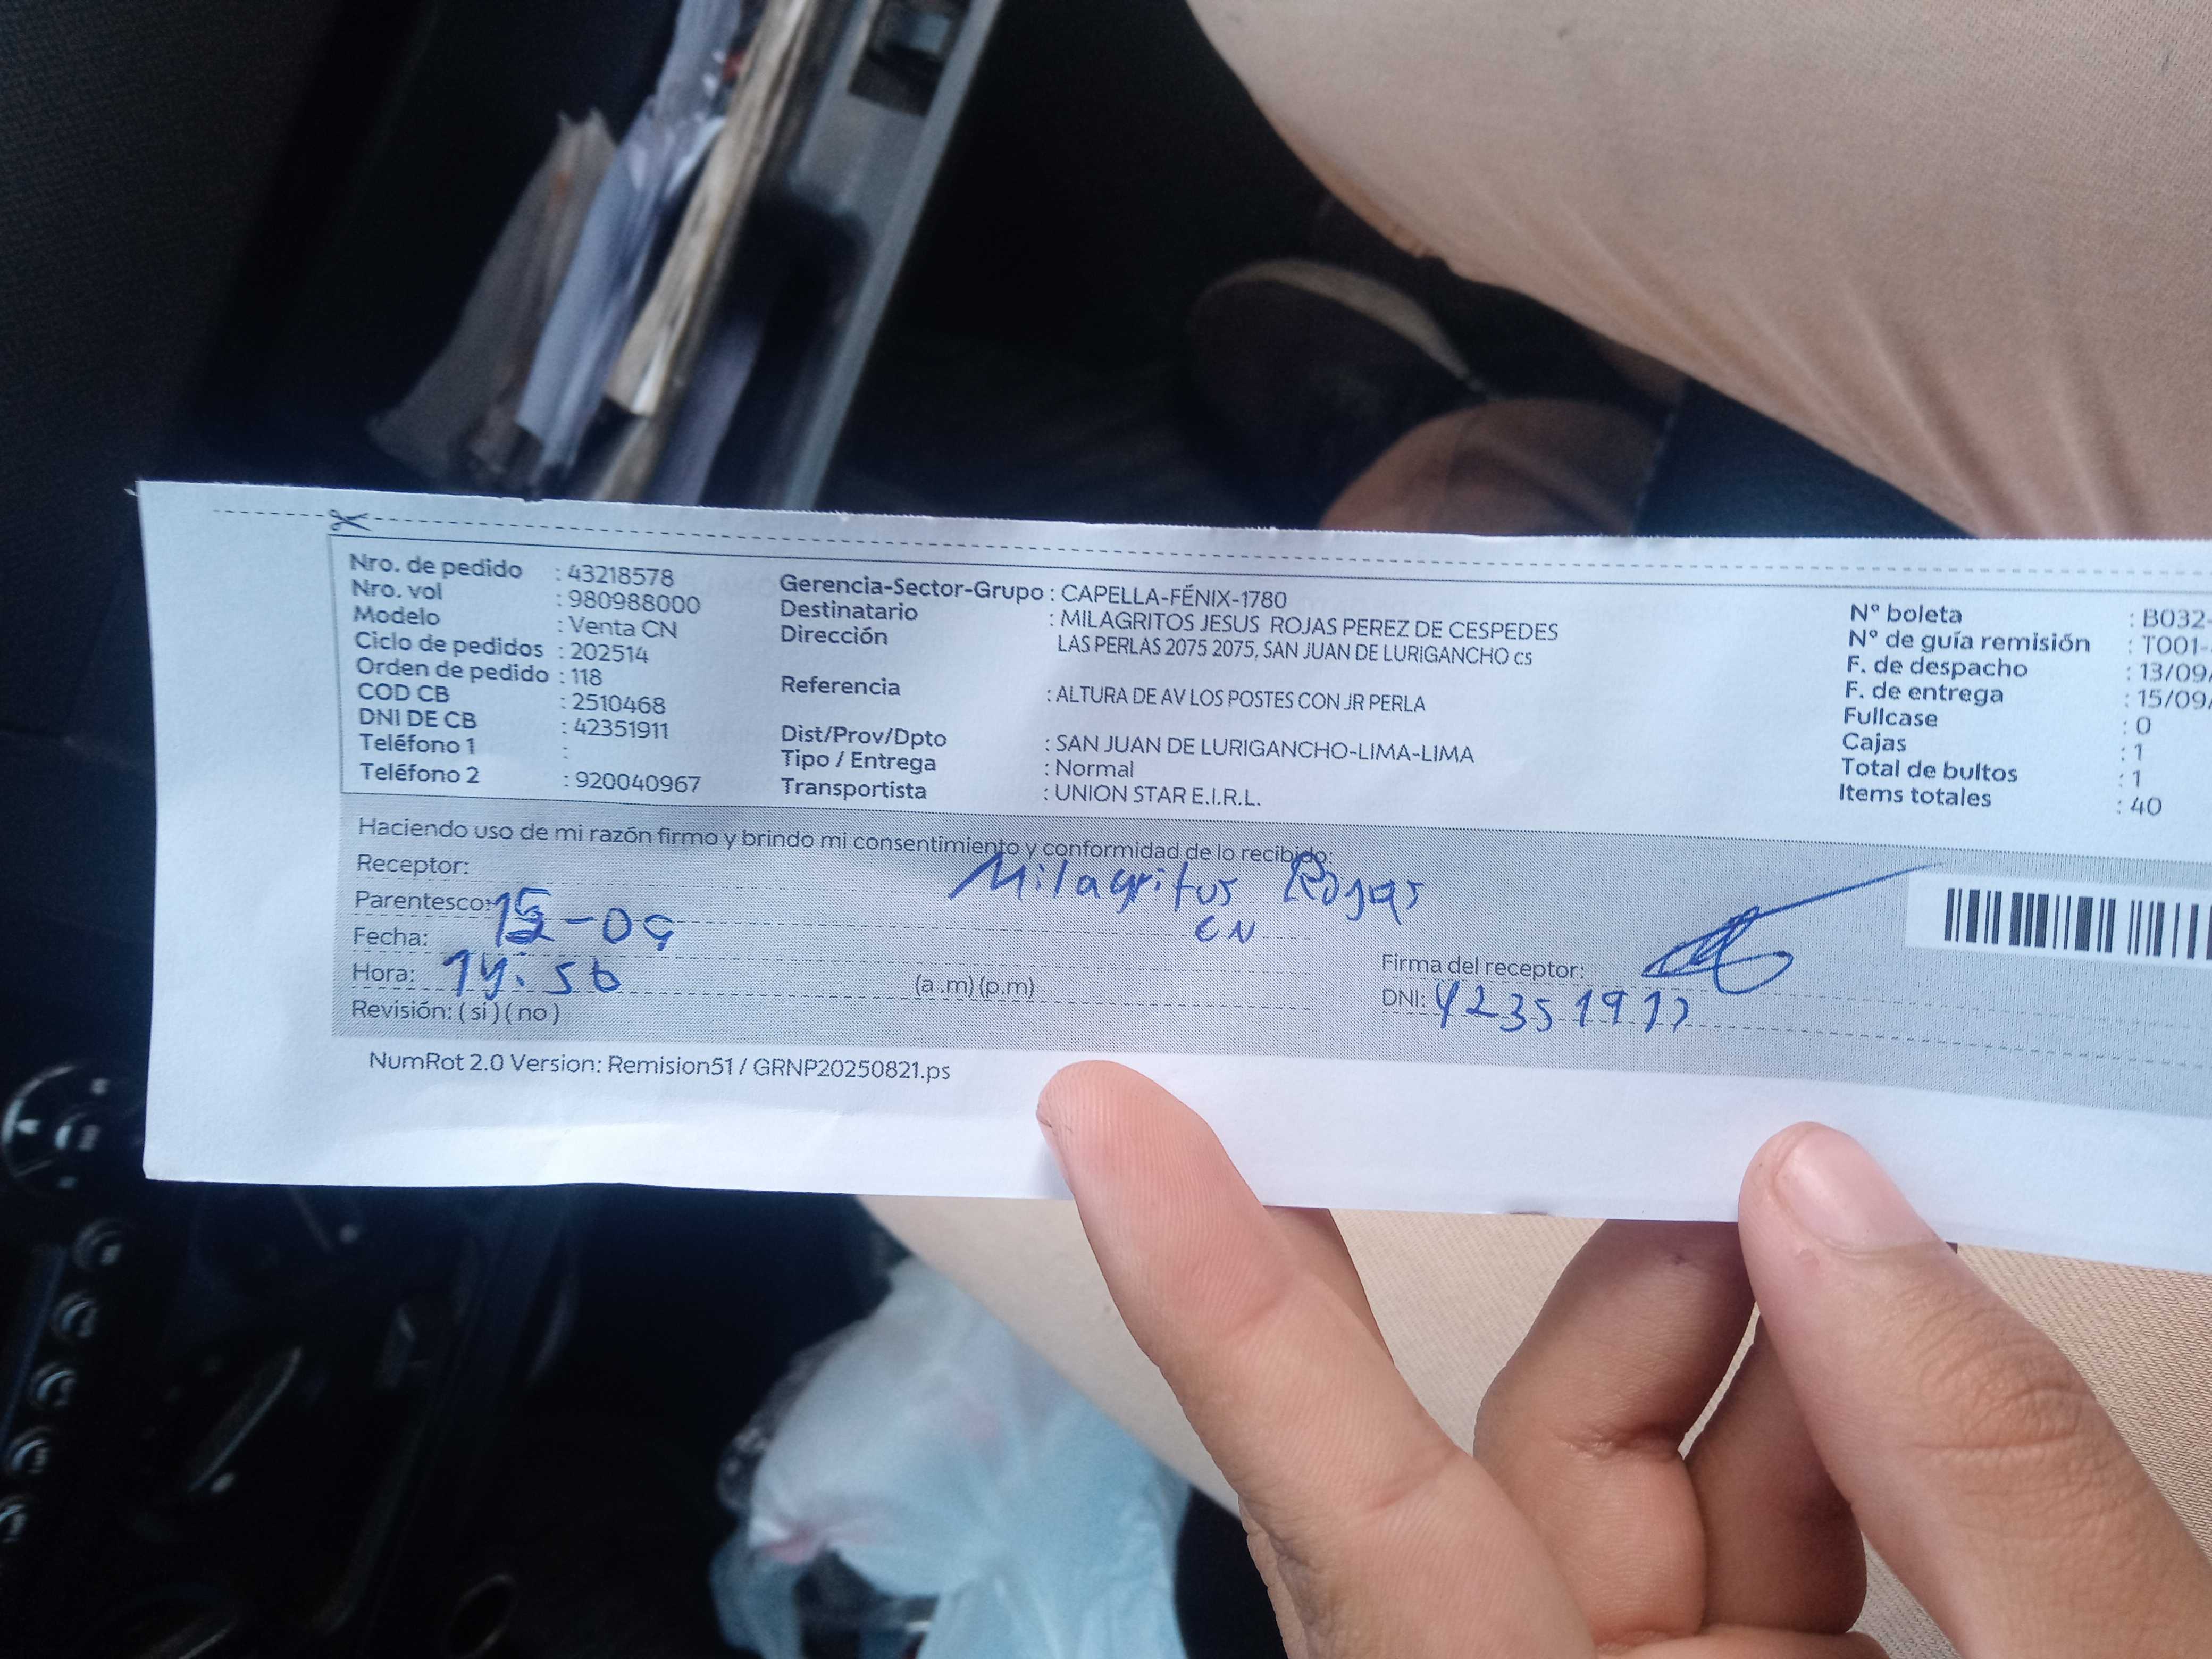 Nro. de pedido : 43218578
Nro. vol : 980988000
Modelo : Venta CN
Ciclo de pedidos : 202514
Orden de pedido : 118
COD CB : 2510468
DNI DE CB : 42351911
Teléfono 1 :
Teléfono 2 : 920040967
Gerencia-Sector-Grupo : CAPELLA-FÉNIX-1780
Destinatario : MILAGRITOS JESUS ROJAS PEREZ DE CESPEDES
Dirección LAS PERLAS 2075 2075, SAN JUAN DE LURIGANCHO cs
Referencia : ALTURA DE AV LOS POSTES CON JR PERLA
Dist/Prov/Dpto : SAN JUAN DE LURIGANCHO-LIMA-LIMA
Tipo / Entrega : Normal
Transportista : UNION STAR E.I.R.L.
Nº boleta : B032-
Nº de guía remisión : T001-
F. de despacho : 13/09/
F. de entrega : 15/09/
Fullcase : 0
Cajas : 1
Total de bultos : 1
Items totales : 40
Haciendo uso de mi razón firmo y brindo mi consentimiento y conformidad de lo recibido:
Receptor: Milagritos Rojas
Parentesco: CN
Fecha: 15-09
Hora: 14:56 (a.m) (p.m)
Revisión: ( si ) ( no )
Firma del receptor:
DNI: 42351911
NumRot 2.0 Version: Remision51 / GRNP20250821.ps